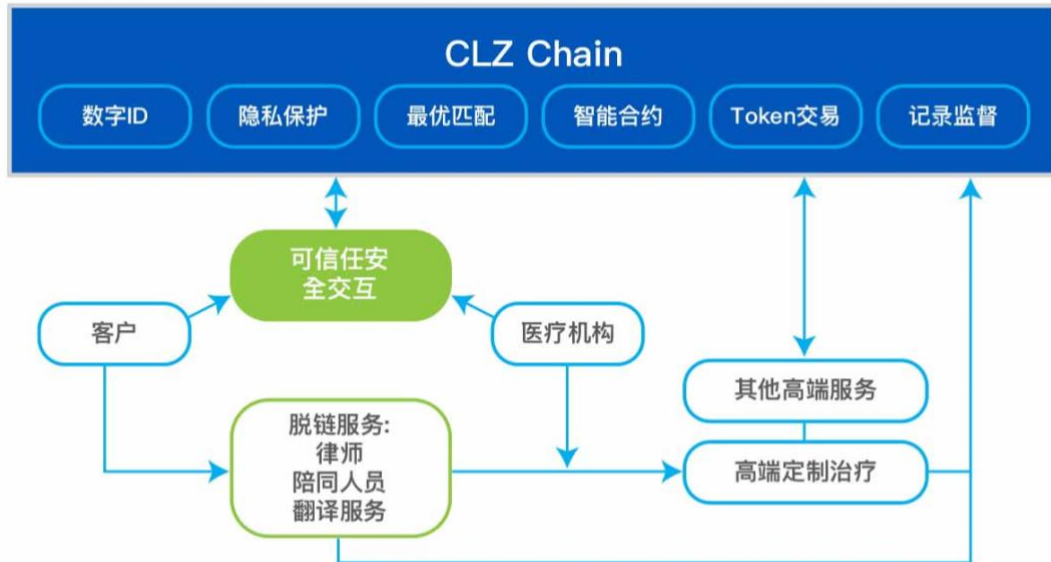 CLZ Chain
数字ID
隐私保护
最优匹配
智能合约
Token交易
记录监督
可信任安
全交互
客户
医疗机构
其他高端服务
脱链服务:
律师
陪同人员
翻译服务
高端定制治疗